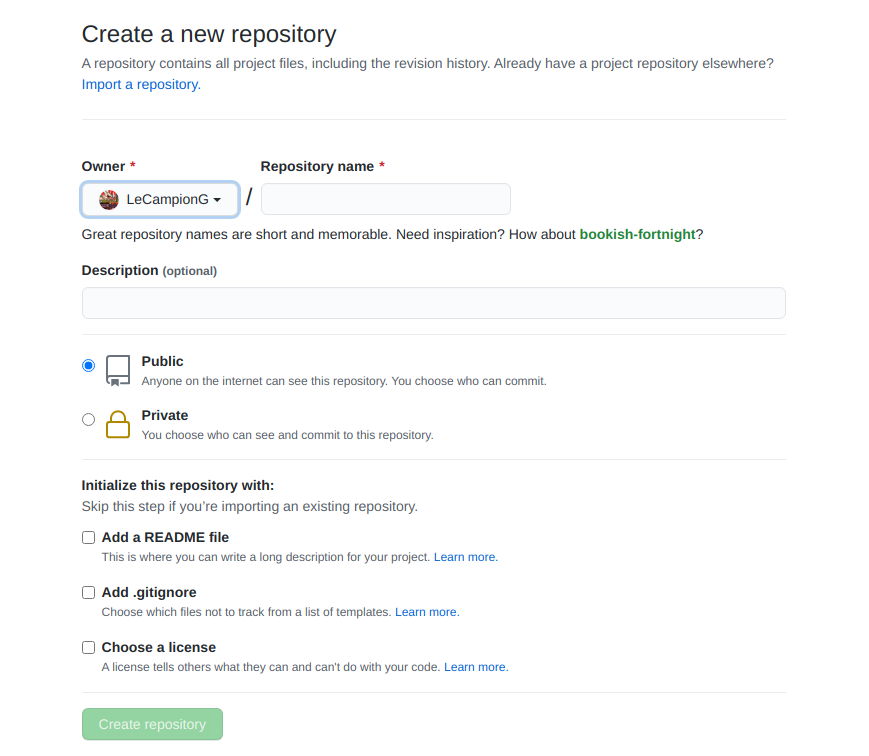 Create a new repository
A repository contains all project files, including the revision history. Already have a project repository elsewhere?
Import a repository.
Owner * Repository name *
LeCampionG /
Great repository names are short and memorable. Need inspiration? How about bookish-fortnight?
Description (optional)
Public
Anyone on the internet can see this repository. You choose who can commit.
Private
You choose who can see and commit to this repository.
Initialize this repository with:
Skip this step if you’re importing an existing repository.
Add a README file
This is where you can write a long description for your project. Learn more.
Add .gitignore
Choose which files not to track from a list of templates. Learn more.
Choose a license
A license tells others what they can and can't do with your code. Learn more.
Create repository